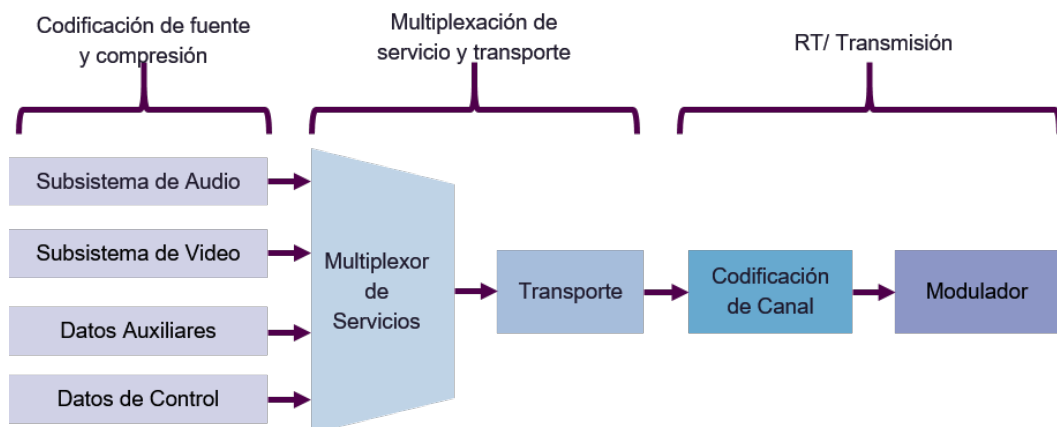 Codificación de fuente
y compresión
Multiplexación de
servicio y transporte
RT/ Transmisión
Subsistema de Audio
Subsistema de Video
Datos Auxiliares
Datos de Control
Multiplexor
de
Servicios
Transporte
Codificación
de Canal
Modulador